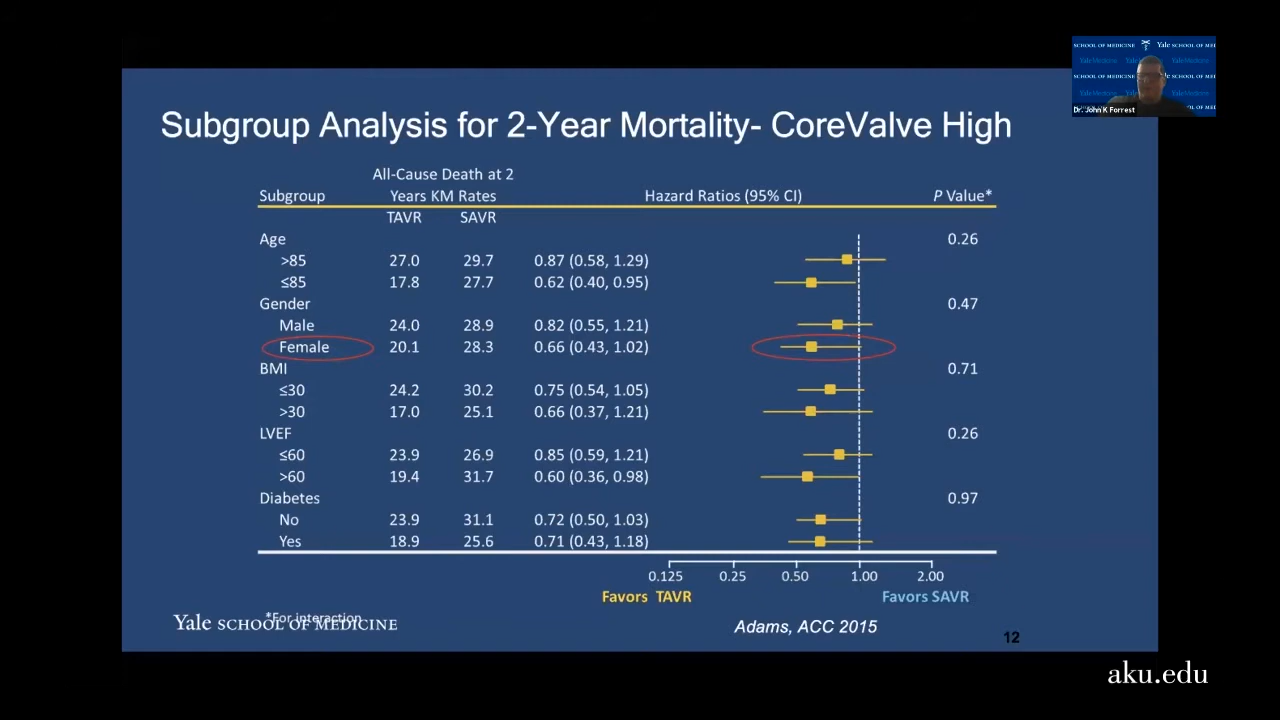 SCHOOL OF MEDICINE Yale SCHOOL OF MEI
Yale Medicine
Dr. John K Forrest
Subgroup Analysis for 2-Year Mortality- CoreValve High
All-Cause Death at 2
Subgroup Years KM Rates Hazard Ratios (95% CI) P Value*
TAVR SAVR
Age 0.26
>85 27.0 29.7 0.87 (0.58, 1.29)
≤85 17.8 27.7 0.62 (0.40, 0.95)
Gender 0.47
Male 24.0 28.9 0.82 (0.55, 1.21)
Female 20.1 28.3 0.66 (0.43, 1.02)
BMI 0.71
≤30 24.2 30.2 0.75 (0.54, 1.05)
>30 17.0 25.1 0.66 (0.37, 1.21)
LVEF 0.26
≤60 23.9 26.9 0.85 (0.59, 1.21)
>60 19.4 31.7 0.60 (0.36, 0.98)
Diabetes 0.97
No 23.9 31.1 0.72 (0.50, 1.03)
Yes 18.9 25.6 0.71 (0.43, 1.18)
0.125 0.25 0.50 1.00 2.00
Favors TAVR Favors SAVR
*For interaction
Yale SCHOOL OF MEDICINE
Adams, ACC 2015
12
aku.edu